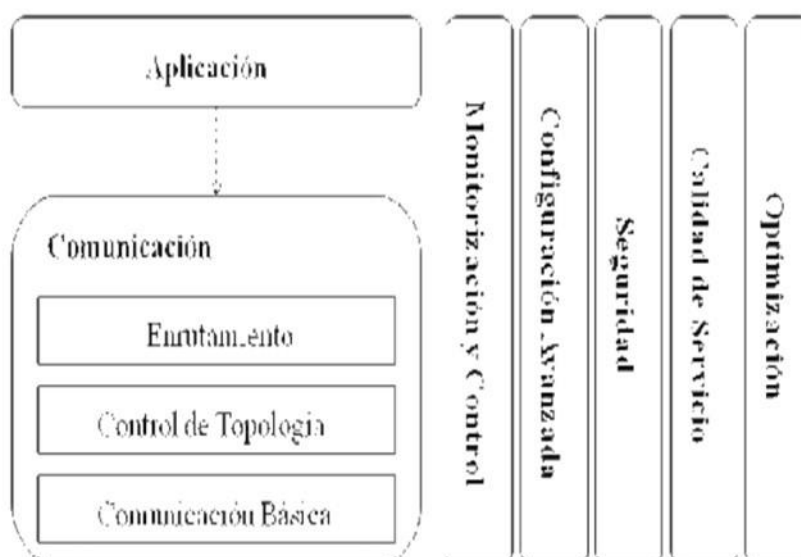 Aplicación
Comunicación
Enrutamiento
Control de Topología
Comunicación Básica
Monitorización y Control
Configuración Avanzada
Seguridad
Calidad de Servicio
Optimización